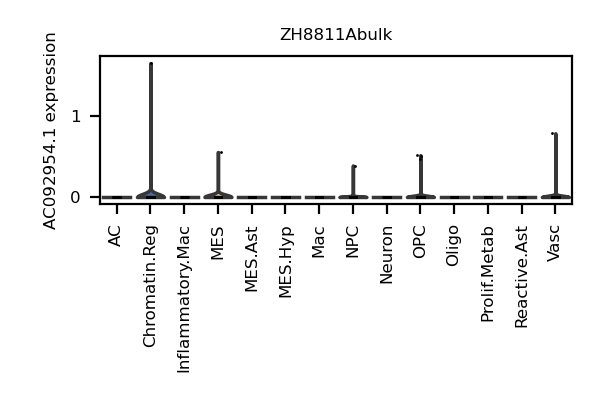 ZH8811Abulk
AC092954.1 expression
1
0
AC
Chromatin.Reg
Inflammatory.Mac
MES
MES.Ast
MES.Hyp
Mac
NPC
Neuron
OPC
Oligo
Prolif.Metab
Reactive.Ast
Vasc